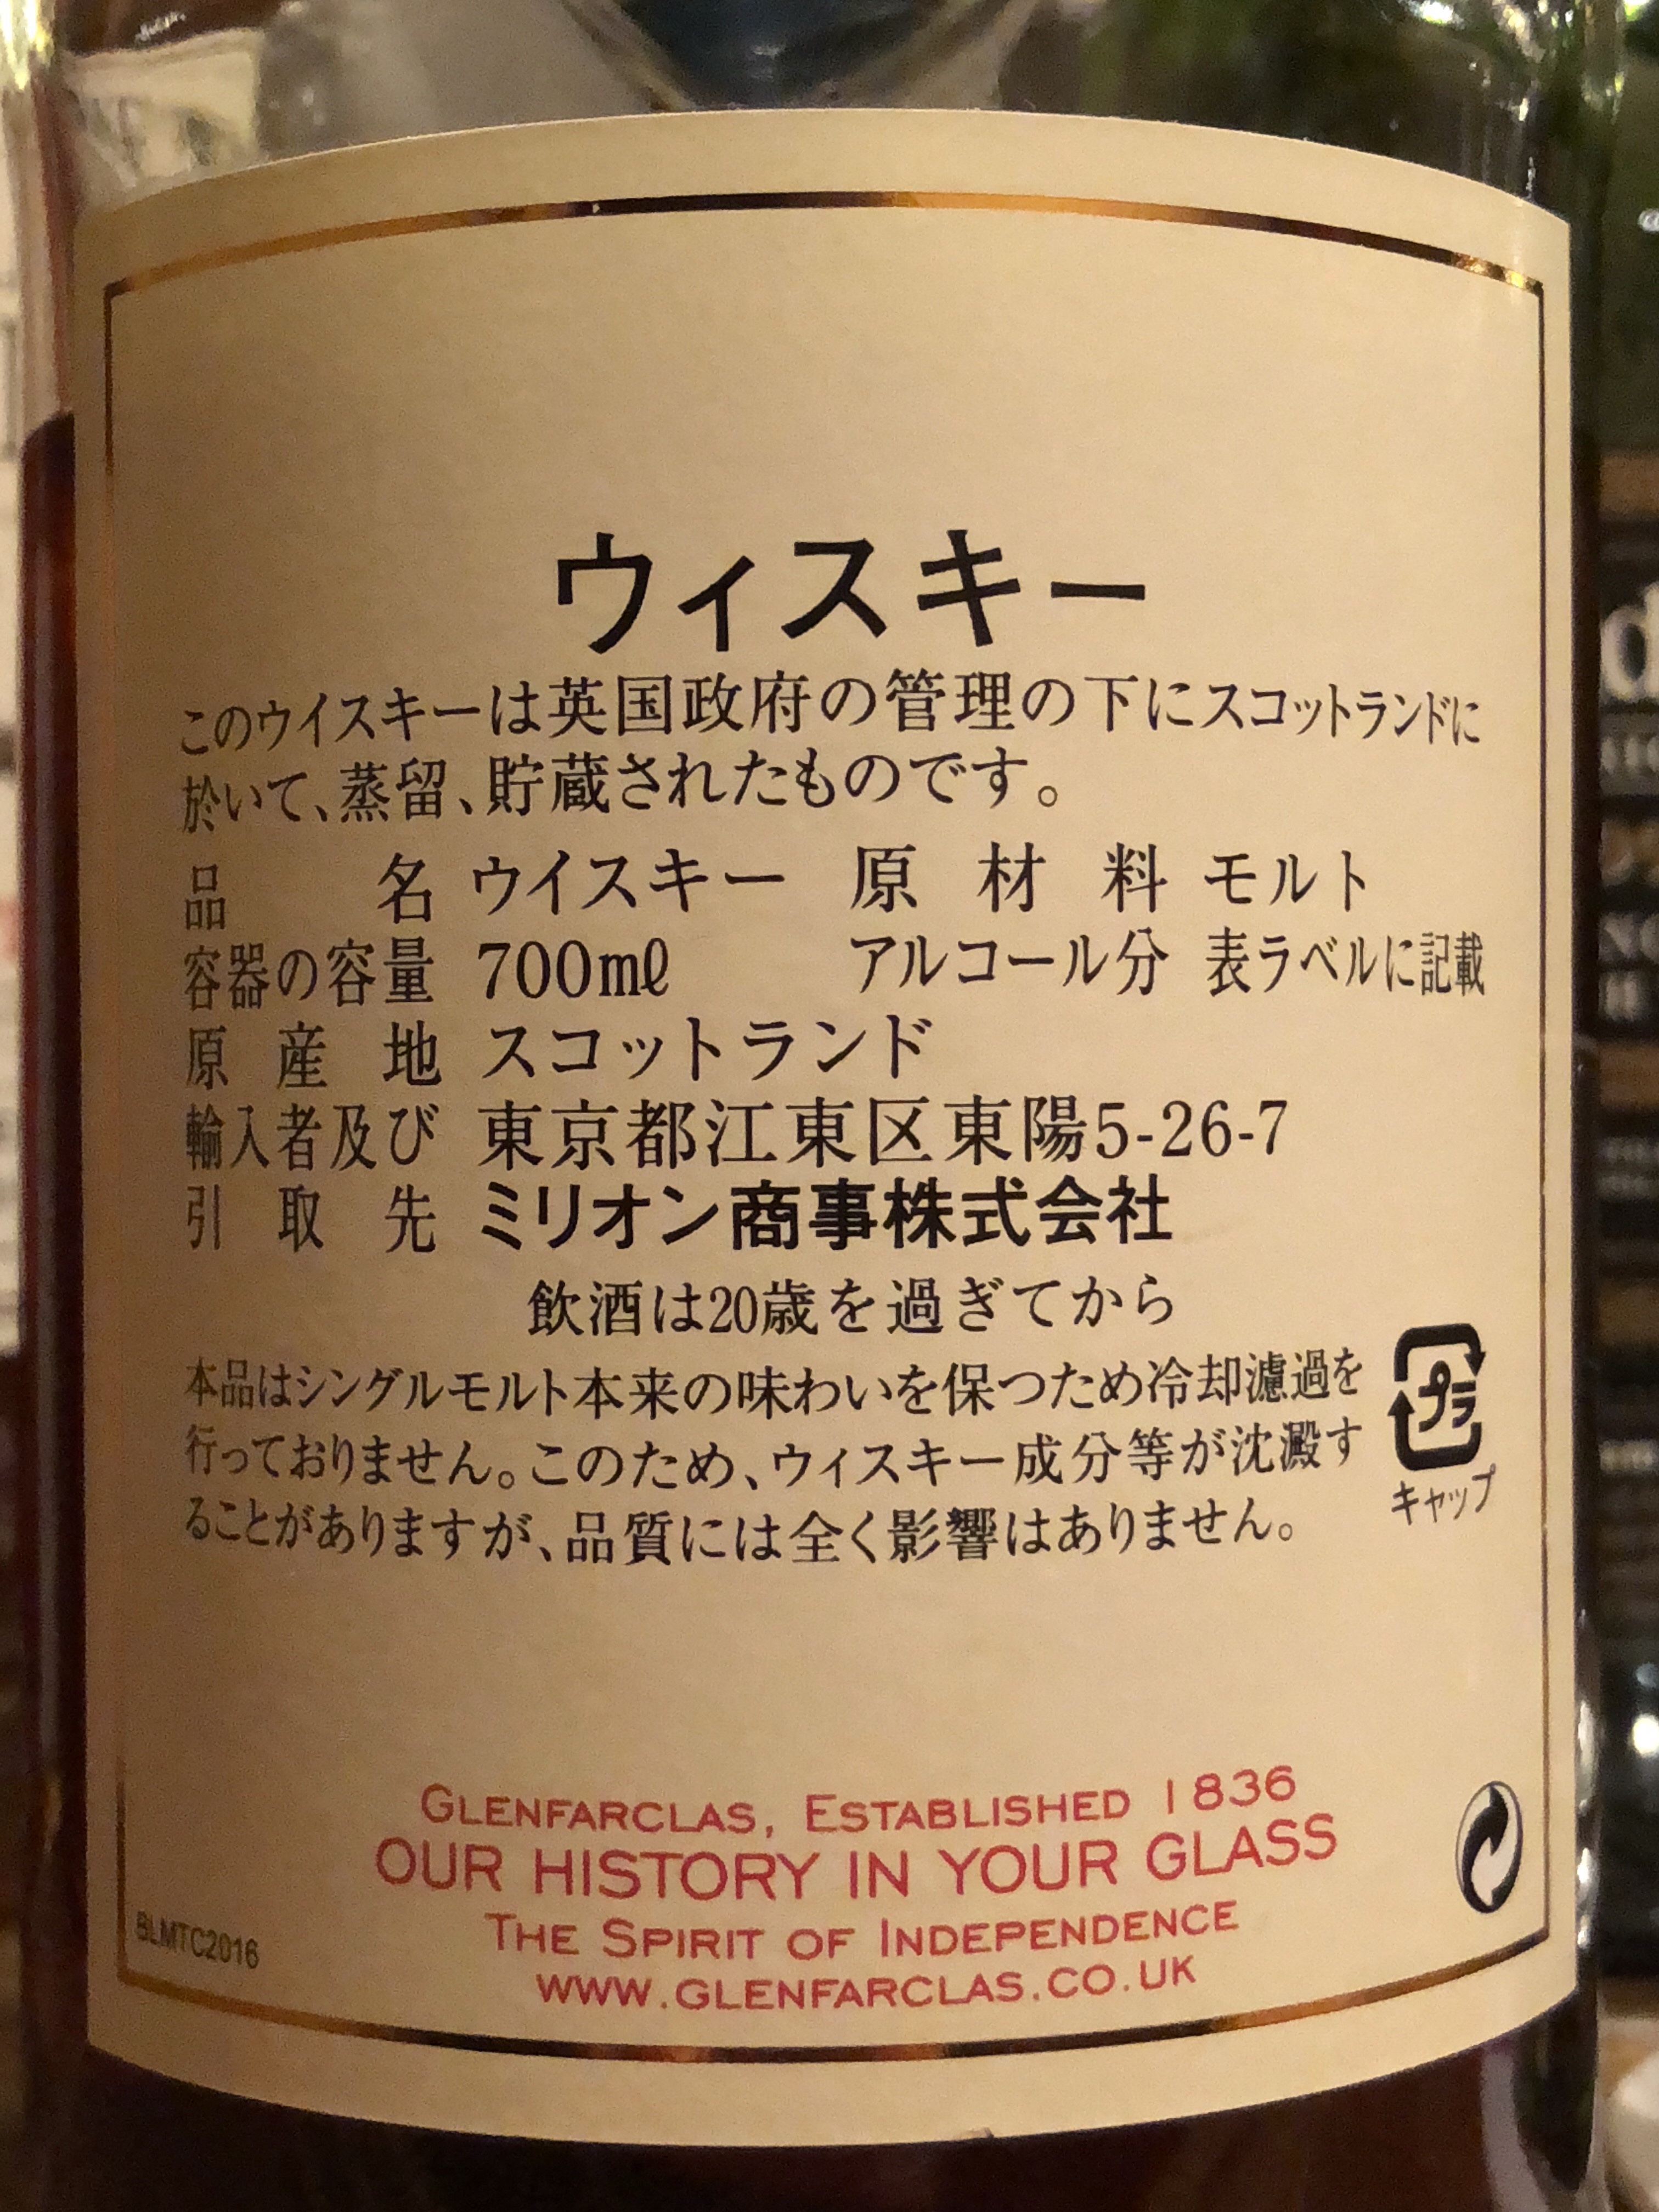 ウィスキー
このウイスキーは英国政府の管理の下にスコットランドに
於いて、蒸留、貯蔵されたものです。
品名 ウイスキー 原材料 モルト
容器の容量 700mℓ アルコール分 表ラベルに記載
原産地 スコットランド
輸入者及び 東京都江東区東陽5-26-7
引取先 ミリオン商事株式会社
飲酒は20歳を過ぎてから
本品はシングルモルト本来の味わいを保つため冷却濾過を
行っておりません。このため、ウィスキー成分等が沈澱す
ることがありますが、品質には全く影響はありません。
プラ
キャップ
GLENFARCLAS, ESTABLISHED 1836
OUR HISTORY IN YOUR GLASS
THE SPIRIT OF INDEPENDENCE
WWW.GLENFARCLAS.CO.UK
BLMTC2016